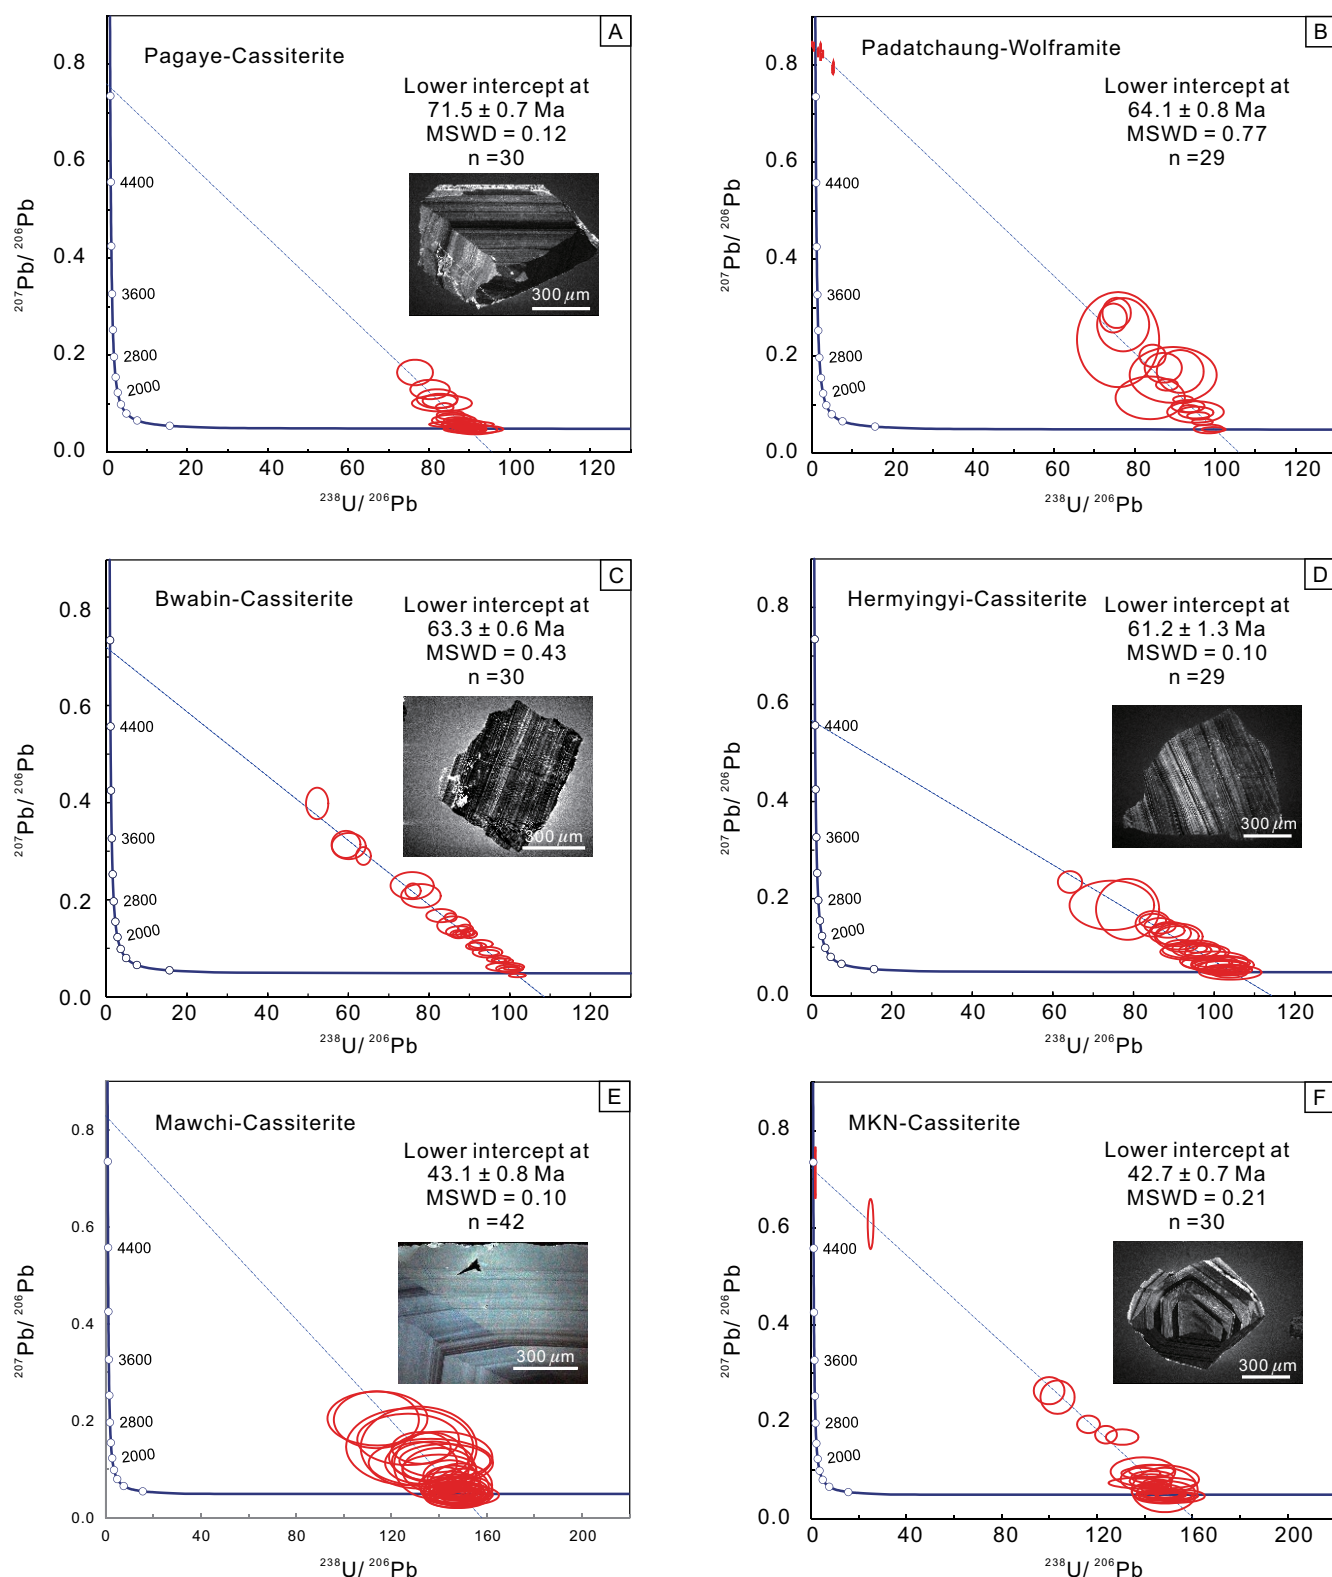 A
Pagaye-Cassiterite
Lower intercept at
71.5 ± 0.7 Ma
MSWD = 0.12
n =30
300 μm
0.8
0.6
0.4
0.2
0.0
4400
3600
2800
2000
0 20 40 60 80 100 120
207Pb/ 206Pb
238U/ 206Pb
B
Padatchaung-Wolframite
Lower intercept at
64.1 ± 0.8 Ma
MSWD = 0.77
n =29
0.8
0.6
0.4
0.2
0.0
4400
3600
2800
2000
0 20 40 60 80 100 120
207Pb/ 206Pb
238U/ 206Pb
C
Bwabin-Cassiterite
Lower intercept at
63.3 ± 0.6 Ma
MSWD = 0.43
n =30
300 μm
0.8
0.6
0.4
0.2
0.0
4400
3600
2800
2000
0 20 40 60 80 100 120
207Pb/ 206Pb
238U/ 206Pb
D
Hermyingyi-Cassiterite
Lower intercept at
61.2 ± 1.3 Ma
MSWD = 0.10
n =29
300 μm
0.8
0.6
0.4
0.2
0.0
4400
3600
2800
2000
0 20 40 60 80 100 120
207Pb/ 206Pb
238U/ 206Pb
E
Mawchi-Cassiterite
Lower intercept at
43.1 ± 0.8 Ma
MSWD = 0.10
n =42
300 μm
0.8
0.6
0.4
0.2
0.0
4400
3600
2800
2000
0 40 80 120 160 200
207Pb/ 206Pb
238U/ 206Pb
F
MKN-Cassiterite
Lower intercept at
42.7 ± 0.7 Ma
MSWD = 0.21
n =30
300 μm
0.8
0.6
0.4
0.2
0.0
4400
3600
2800
2000
0 40 80 120 160 200
207Pb/ 206Pb
238U/ 206Pb